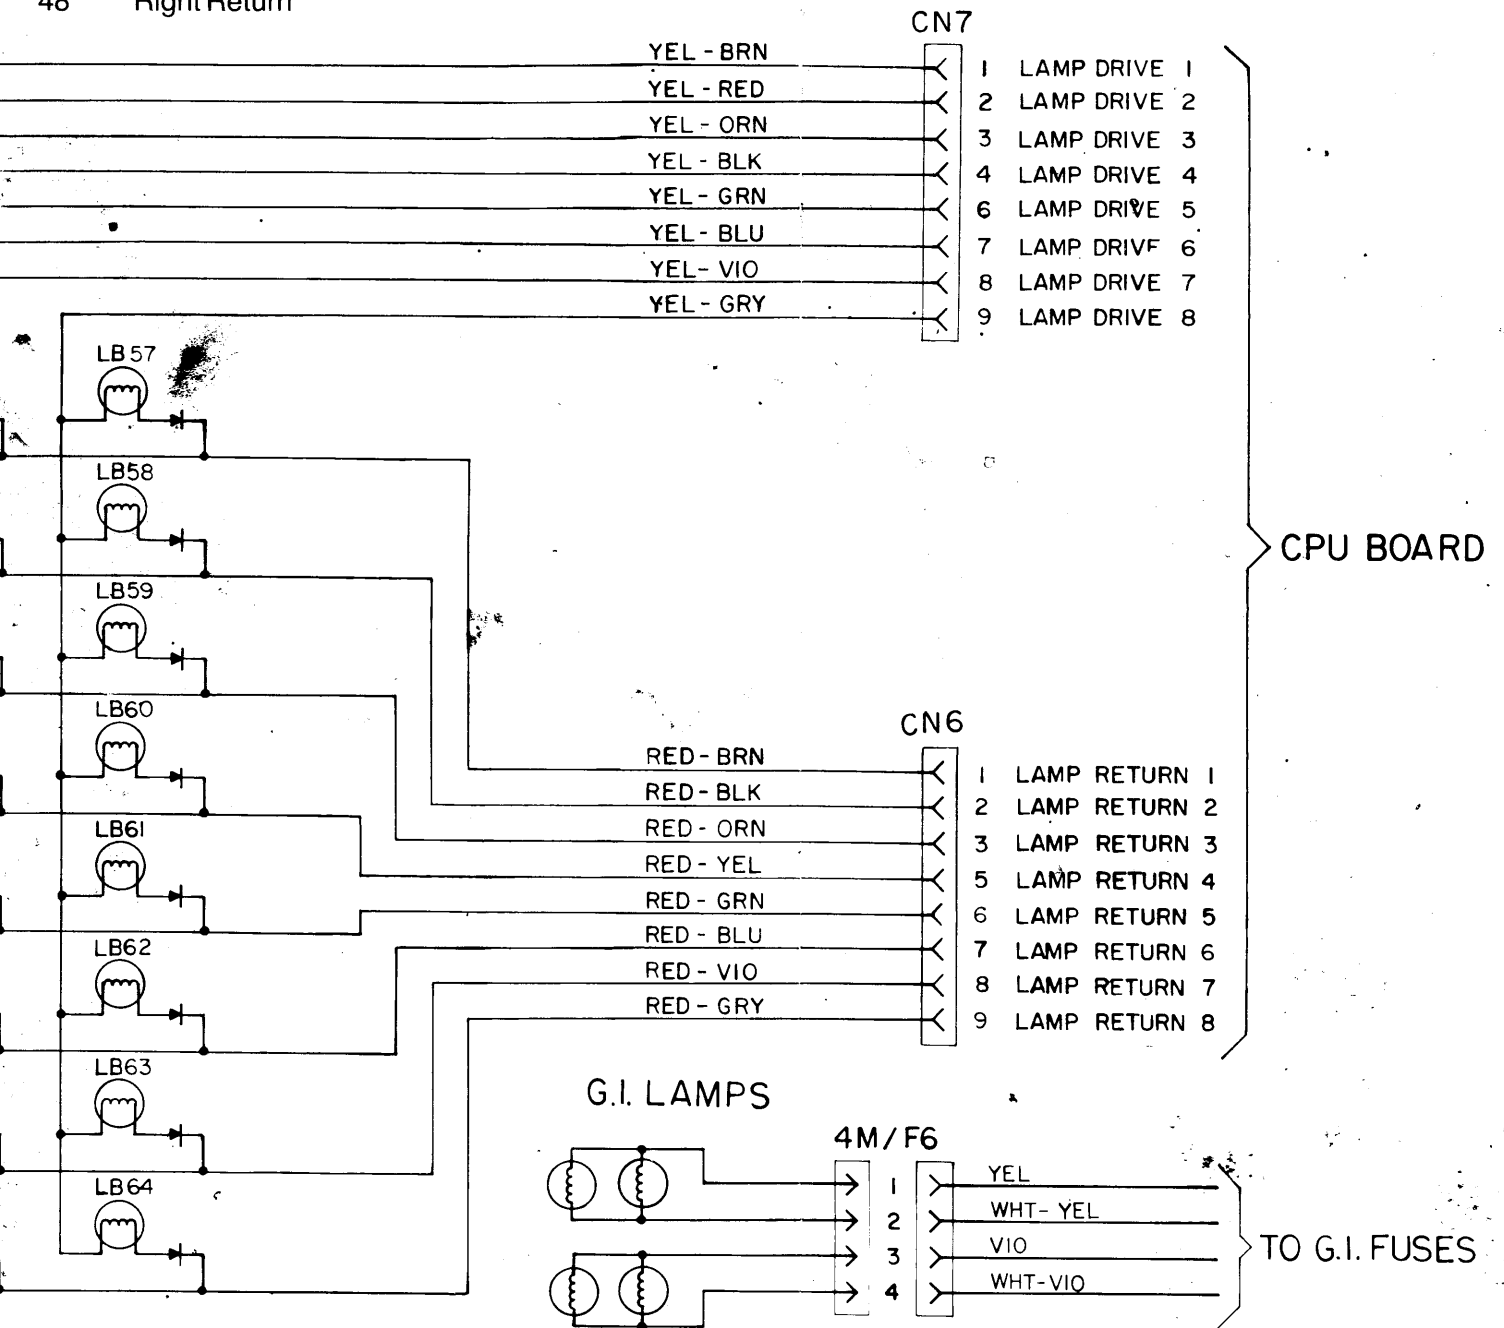 48 Right Return
CN7
YEL - BRN 1 LAMP DRIVE 1
YEL - RED 2 LAMP DRIVE 2
YEL - ORN 3 LAMP DRIVE 3
YEL - BLK 4 LAMP DRIVE 4
YEL - GRN 6 LAMP DRIVE 5
YEL - BLU 7 LAMP DRIVE 6
YEL - VIO 8 LAMP DRIVE 7
YEL - GRY 9 LAMP DRIVE 8
LB57
LB58
CPU BOARD
LB59
LB60
CN6
RED - BRN 1 LAMP RETURN 1
RED - BLK 2 LAMP RETURN 2
LB61
RED - ORN 3 LAMP RETURN 3
RED - YEL 5 LAMP RETURN 4
RED - GRN 6 LAMP RETURN 5
LB62
RED - BLU 7 LAMP RETURN 6
RED - VIO 8 LAMP RETURN 7
RED - GRY 9 LAMP RETURN 8
LB63
G.I. LAMPS
4M/F6
LB64
1 YEL
2 WHT - YEL
3 VIO
TO G.I. FUSES
4 WHT-VIO